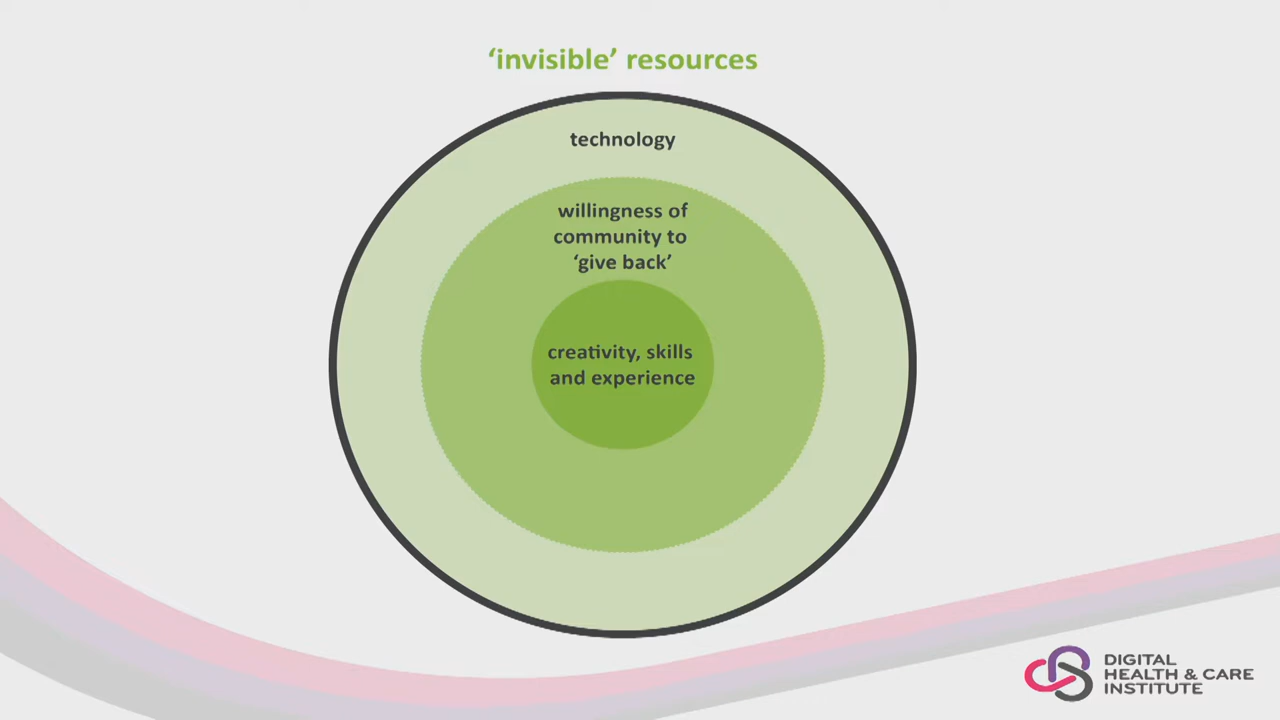 ‘invisible’ resources
technology
willingness of
community to
‘give back’
creativity, skills
and experience
DIGITAL
HEALTH & CARE
INSTITUTE